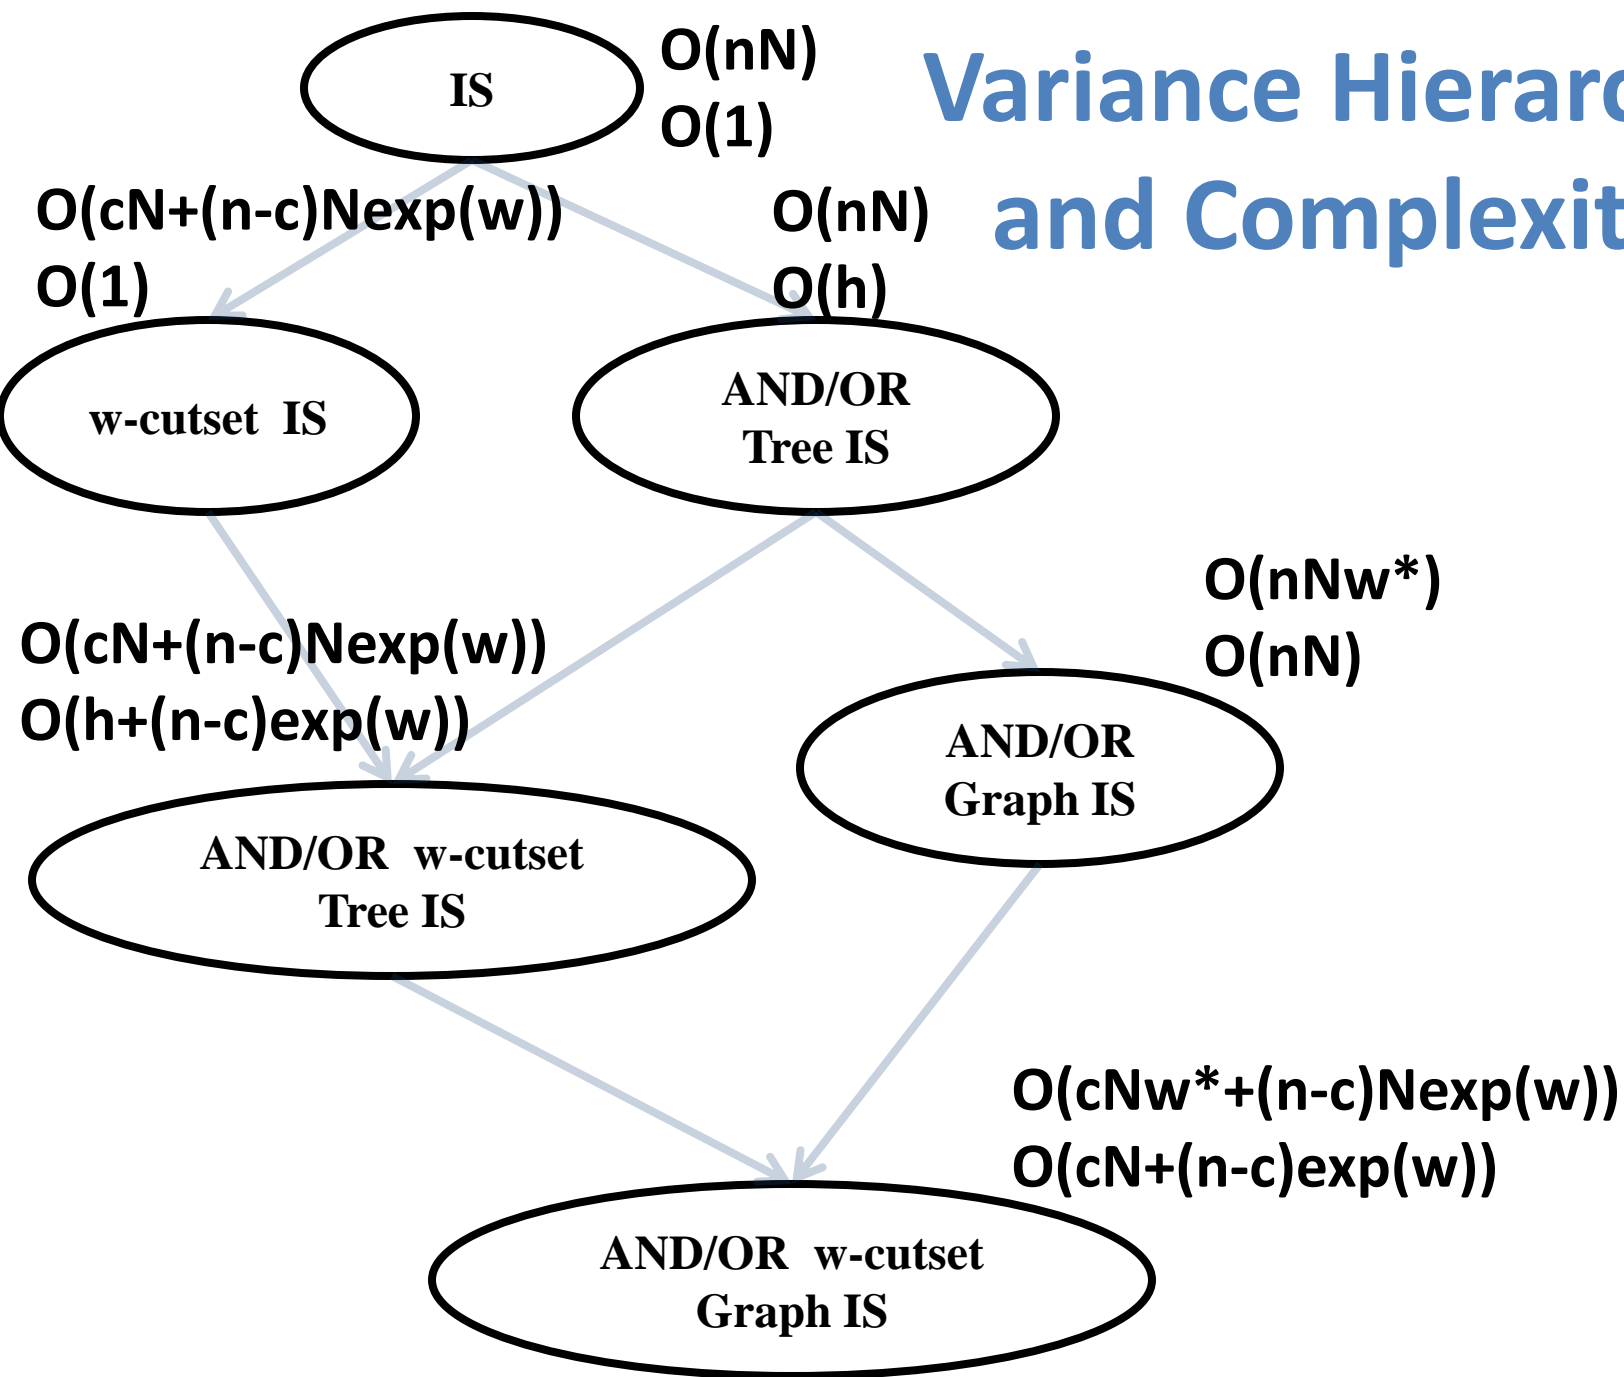 IS
O(nN)
O(1)
Variance
and
O(cN+(n-c)Nexp(w))
O(1)
O(nN)
O(h)
w-cutset IS
AND/OR
Tree IS
O(nNw*)
O(nN)
O(cN+(n-c)Nexp(w))
O(h+(n-c)exp(w))
AND/OR
Graph IS
AND/OR w-cutset
Tree IS
O(cNw*+(n-c)Nexp(w))
O(cN+(n-c)exp(w))
AND/OR w-cutset
Graph IS